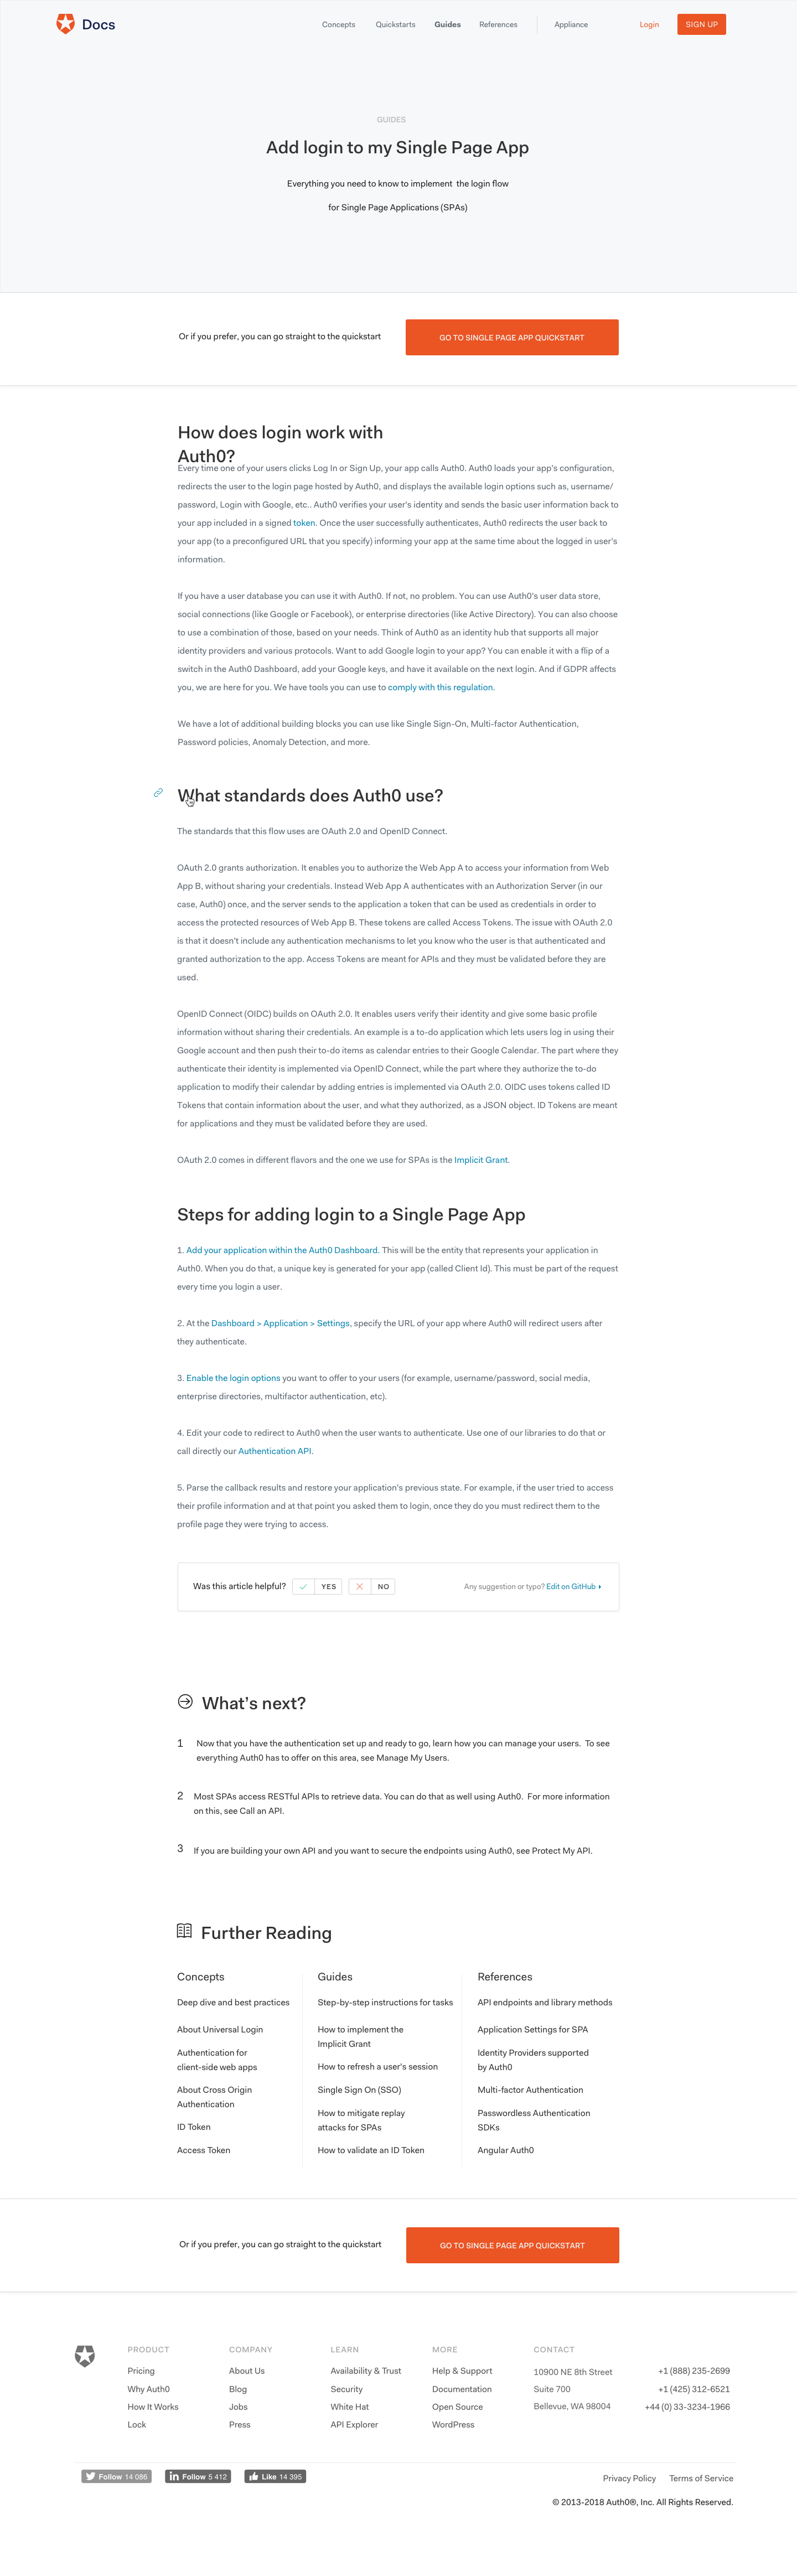 Docs
Concepts
Quickstarts
Guides
References
Appliance
Login
SIGN UP
GUIDES
Add login to my Single Page App
Everything you need to know to implement the login flow
for Single Page Applications (SPAs)
Or if you prefer, you can go straight to the quickstart
GO TO SINGLE PAGE APP QUICKSTART
How does login work with
Auth0?
Every time one of your users clicks Log In or Sign Up, your app calls Auth0. Auth0 loads your app's configuration,
redirects the user to the login page hosted by Auth0, and displays the available login options such as, username/
password, Login with Google, etc.. Auth0 verifies your user's identity and sends the basic user information back to
your app included in a signed token. Once the user successfully authenticates, Auth0 redirects the user back to
your app (to a preconfigured URL that you specify) informing your app at the same time about the logged in user's
information.
If you have a user database you can use it with Auth0. If not, no problem. You can use Auth0's user data store,
social connections (like Google or Facebook), or enterprise directories (like Active Directory). You can also choose
to use a combination of those, based on your needs. Think of Auth0 as an identity hub that supports all major
identity providers and various protocols. Want to add Google login to your app? You can enable it with a flip of a
switch in the Auth0 Dashboard, add your Google keys, and have it available on the next login. And if GDPR affects
you, we are here for you. We have tools you can use to comply with this regulation.
We have a lot of additional building blocks you can use like Single Sign-On, Multi-factor Authentication,
Password policies, Anomaly Detection, and more.
What standards does Auth0 use?
The standards that this flow uses are OAuth 2.0 and OpenID Connect.
OAuth 2.0 grants authorization. It enables you to authorize the Web App A to access your information from Web
App B, without sharing your credentials. Instead Web App A authenticates with an Authorization Server (in our
case, Auth0) once, and the server sends to the application a token that can be used as credentials in order to
access the protected resources of Web App B. These tokens are called Access Tokens. The issue with OAuth 2.0
is that it doesn't include any authentication mechanisms to let you know who the user is that authenticated and
granted authorization to the app. Access Tokens are meant for APIs and they must be validated before they are
used.
OpenID Connect (OIDC) builds on OAuth 2.0. It enables users verify their identity and give some basic profile
information without sharing their credentials. An example is a to-do application which lets users log in using their
Google account and then push their to-do items as calendar entries to their Google Calendar. The part where they
authenticate their identity is implemented via OpenID Connect, while the part where they authorize the to-do
application to modify their calendar by adding entries is implemented via OAuth 2.0. OIDC uses tokens called ID
Tokens that contain information about the user, and what they authorized, as a JSON object. ID Tokens are meant
for applications and they must be validated before they are used.
OAuth 2.0 comes in different flavors and the one we use for SPAs is the Implicit Grant.
Steps for adding login to a Single Page App
1. Add your application within the Auth0 Dashboard. This will be the entity that represents your application in
Auth0. When you do that, a unique key is generated for your app (called Client Id). This must be part of the request
every time you login a user.
2. At the Dashboard > Application > Settings, specify the URL of your app where Auth0 will redirect users after
they authenticate.
3. Enable the login options you want to offer to your users (for example, username/password, social media,
enterprise directories, multifactor authentication, etc).
4. Edit your code to redirect to Auth0 when the user wants to authenticate. Use one of our libraries to do that or
call directly our Authentication API.
5. Parse the callback results and restore your application's previous state. For example, if the user tried to access
their profile information and at that point you asked them to login, once they do you must redirect them to the
profile page they were trying to access.
Was this article helpful?
YES
NO
Any suggestion or typo? Edit on GitHub
What's next?
1 Now that you have the authentication set up and ready to go, learn how you can manage your users. To see
everything Auth0 has to offer on this area, see Manage My Users.
2 Most SPAs access RESTful APIs to retrieve data. You can do that as well using Auth0. For more information
on this, see Call an API.
3 If you are building your own API and you want to secure the endpoints using Auth0, see Protect My API.
Further Reading
Concepts
Deep dive and best practices
About Universal Login
Authentication for
client-side web apps
About Cross Origin
Authentication
ID Token
Access Token
Guides
Step-by-step instructions for tasks
How to implement the
Implicit Grant
How to refresh a user's session
Single Sign On (SSO)
How to mitigate replay
attacks for SPAs
How to validate an ID Token
References
API endpoints and library methods
Application Settings for SPA
Identity Providers supported
by Auth0
Multi-factor Authentication
Passwordless Authentication
SDKs
Angular Auth0
Or if you prefer, you can go straight to the quickstart
GO TO SINGLE PAGE APP QUICKSTART
PRODUCT
Pricing
Why Auth0
How It Works
Lock
COMPANY
About Us
Blog
Jobs
Press
LEARN
Availability & Trust
Security
White Hat
API Explorer
MORE
Help & Support
Documentation
Open Source
WordPress
CONTACT
10900 NE 8th Street
Suite 700
Bellevue, WA 98004
+1 (888) 235-2699
+1 (425) 312-6521
+44 (0) 33-3234-1966
Follow 14 086
Follow 5 412
Like 14 395
Privacy Policy
Terms of Service
© 2013-2018 Auth0®, Inc. All Rights Reserved.